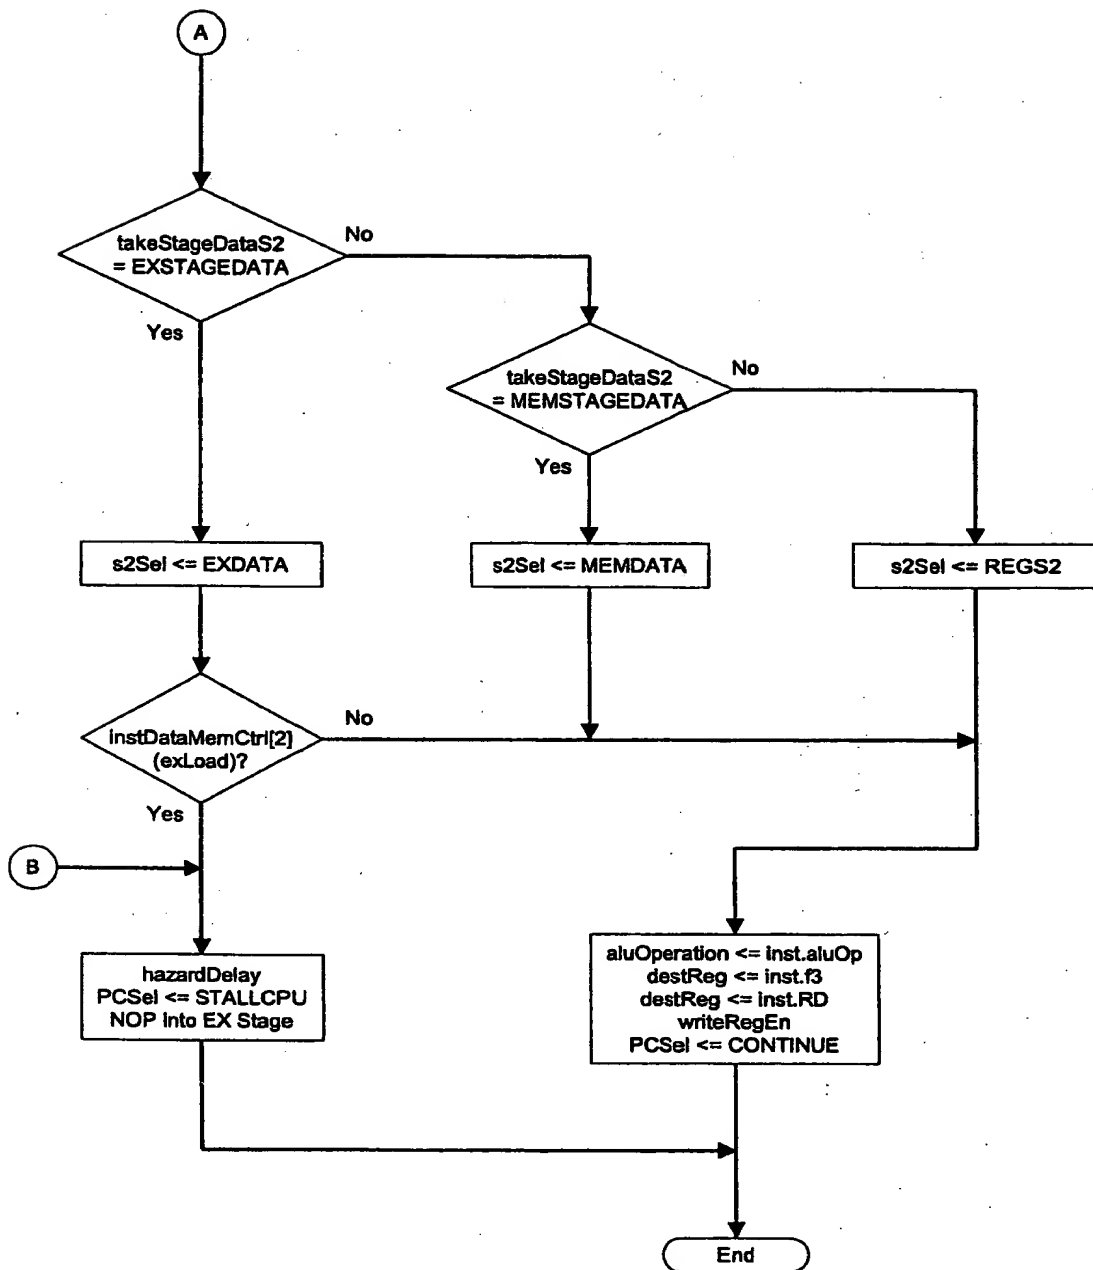 A
takeStageDataS2
= EXSTAGEDATA
No
Yes
takeStageDataS2
= MEMSTAGEDATA
No
Yes
s2Sel <= EXDATA
s2Sel <= MEMDATA
s2Sel <= REGS2
instDataMemCtrl[2]
(exLoad)?
No
Yes
B
hazardDelay
PCSel <= STALLCPU
NOP into EX Stage
aluOperation <= inst.aluOp
destReg <= inst.f3
destReg <= inst.RD
writeRegEn
PCSel <= CONTINUE
End